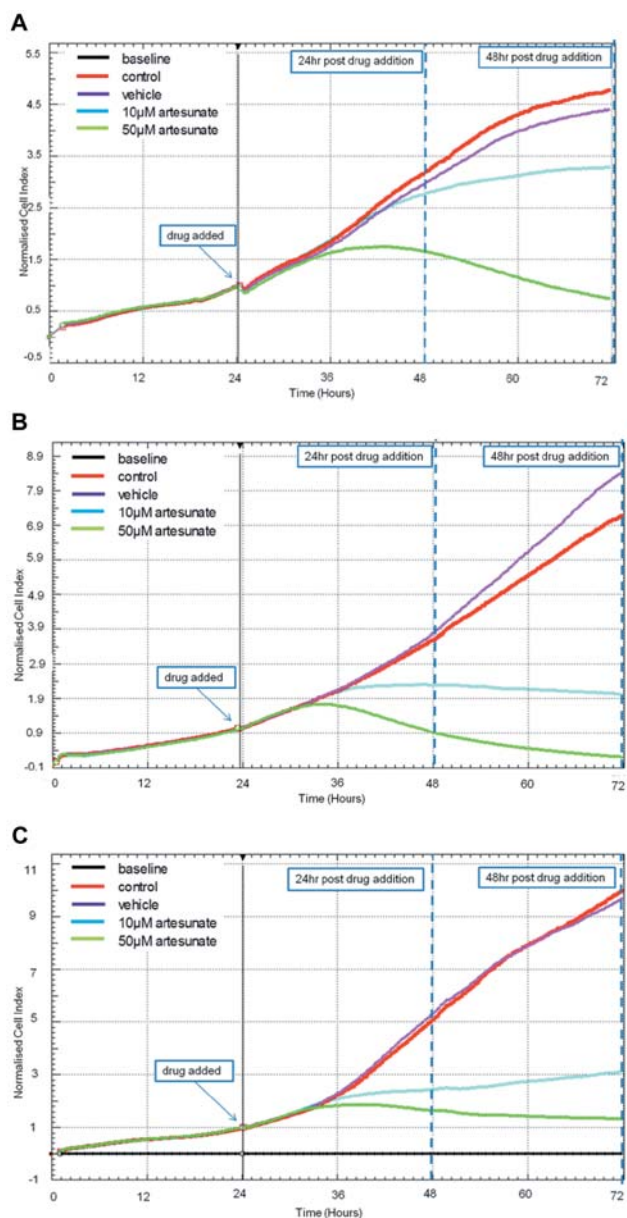 A
5.5
4.5
3.5
2.5
1.5
0.5
-0.5
Normalised Cell Index
baseline
control
vehicle
10µM artesunate
50µM artesunate
24hr post drug addition
48hr post drug addition
drug added
0 12 24 36 48 60 72
Time (Hours)
B
8.9
7.9
6.9
5.9
4.9
3.9
2.9
1.9
0.9
-0.1
Normalised Cell Index
baseline
control
vehicle
10µM artesunate
50µM artesunate
24hr post drug addition
48hr post drug addition
drug added
0 12 24 36 48 60 72
Time (Hours)
C
11
9
7
5
3
1
-1
Normalised Cell Index
baseline
control
vehicle
10µM artesunate
50µM artesunate
24hr post drug addition
48hr post drug addition
drug added
0 12 24 36 48 60 72
Time (Hours)